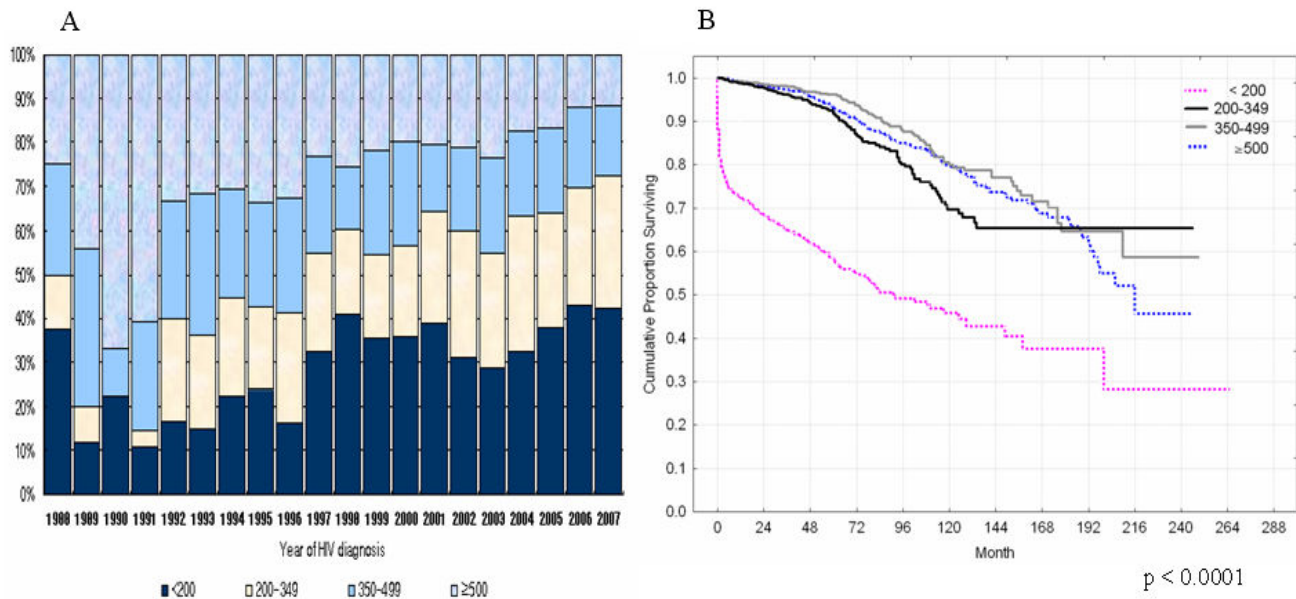 A
100%
90%
80%
70%
60%
50%
40%
30%
20%
10%
0%
1988 1989 1990 1991 1992 1993 1994 1995 1996 1997 1998 1999 2000 2001 2002 2003 2004 2005 2006 2007
Year of HIV diagnosis
<200 200-349 350-499 ≥500
B
Cumulative Proportion Surviving
1.0
0.9
0.8
0.7
0.6
0.5
0.4
0.3
0.2
0.1
0.0
< 200
200-349
350-499
≥500
0 24 48 72 96 120 144 168 192 216 240 264 288
Month
p < 0.0001